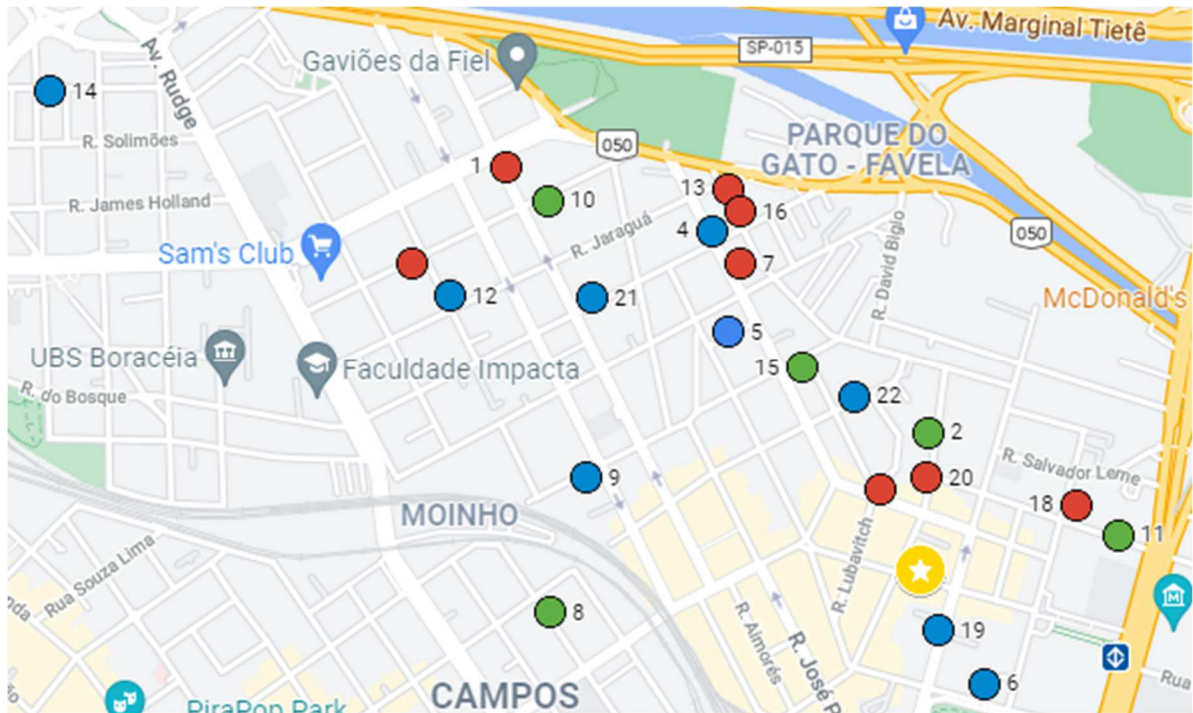 Av. Marginal Tietê
SP-015
Gaviões da Fiel
Av. Rudge
14
R. Solimões
050
PARQUE DO
GATO - FAVELA
1
13
10
16
R. James Holland
4
R. Jaraguá
R. David Bigio
050
Sam's Club
7
12
21
McDonald's
5
UBS Boracéia
Faculdade Impacta
15
R. do Bosque
22
2
R. Salvador Leme
9
20
18
MOINHO
11
Rua Souza Lima
R. Lubavitch
nda
8
M
19
R. Aimorés
R. José P
6
Rua
CAMPOS
PiraPop Park